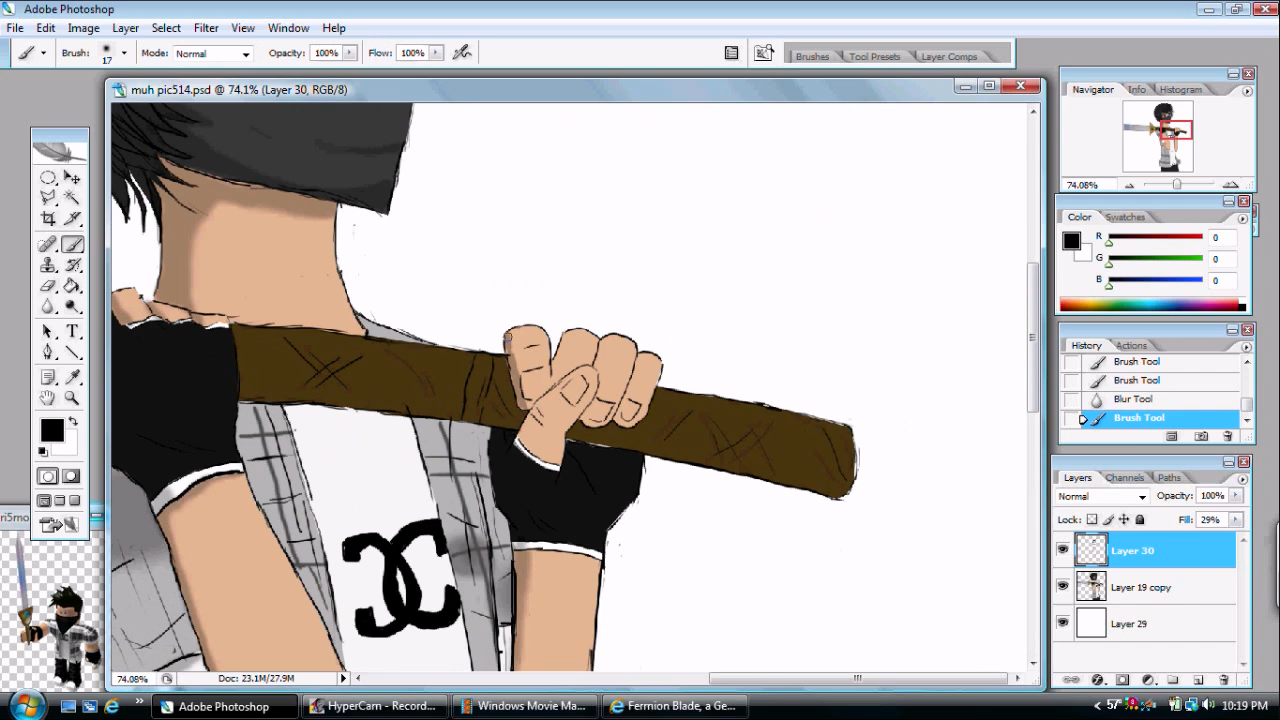 Adobe Photoshop
File Edit Image Layer Select Filter View Window Help
Brush: 17 Mode: Normal Opacity: 100% Flow: 100% Brushes Tool Presets Layer Comps
muh pic514.psd @ 74.1% (Layer 30, RGB/8)
Navigator Info Histogram
74.08%
Color Swatches
R 0
G 0
B 0
History Actions
Brush Tool
Brush Tool
Blur Tool
Brush Tool
Layers Channels Paths
Normal Opacity: 100%
Lock: Fill: 29%
Layer 30
Layer 19 copy
Layer 29
74.08% Doc: 23.1M/27.9M
Adobe Photoshop HyperCam - Record... Windows Movie Ma... Fermion Blade, a Ge... 57° 10:19 PM